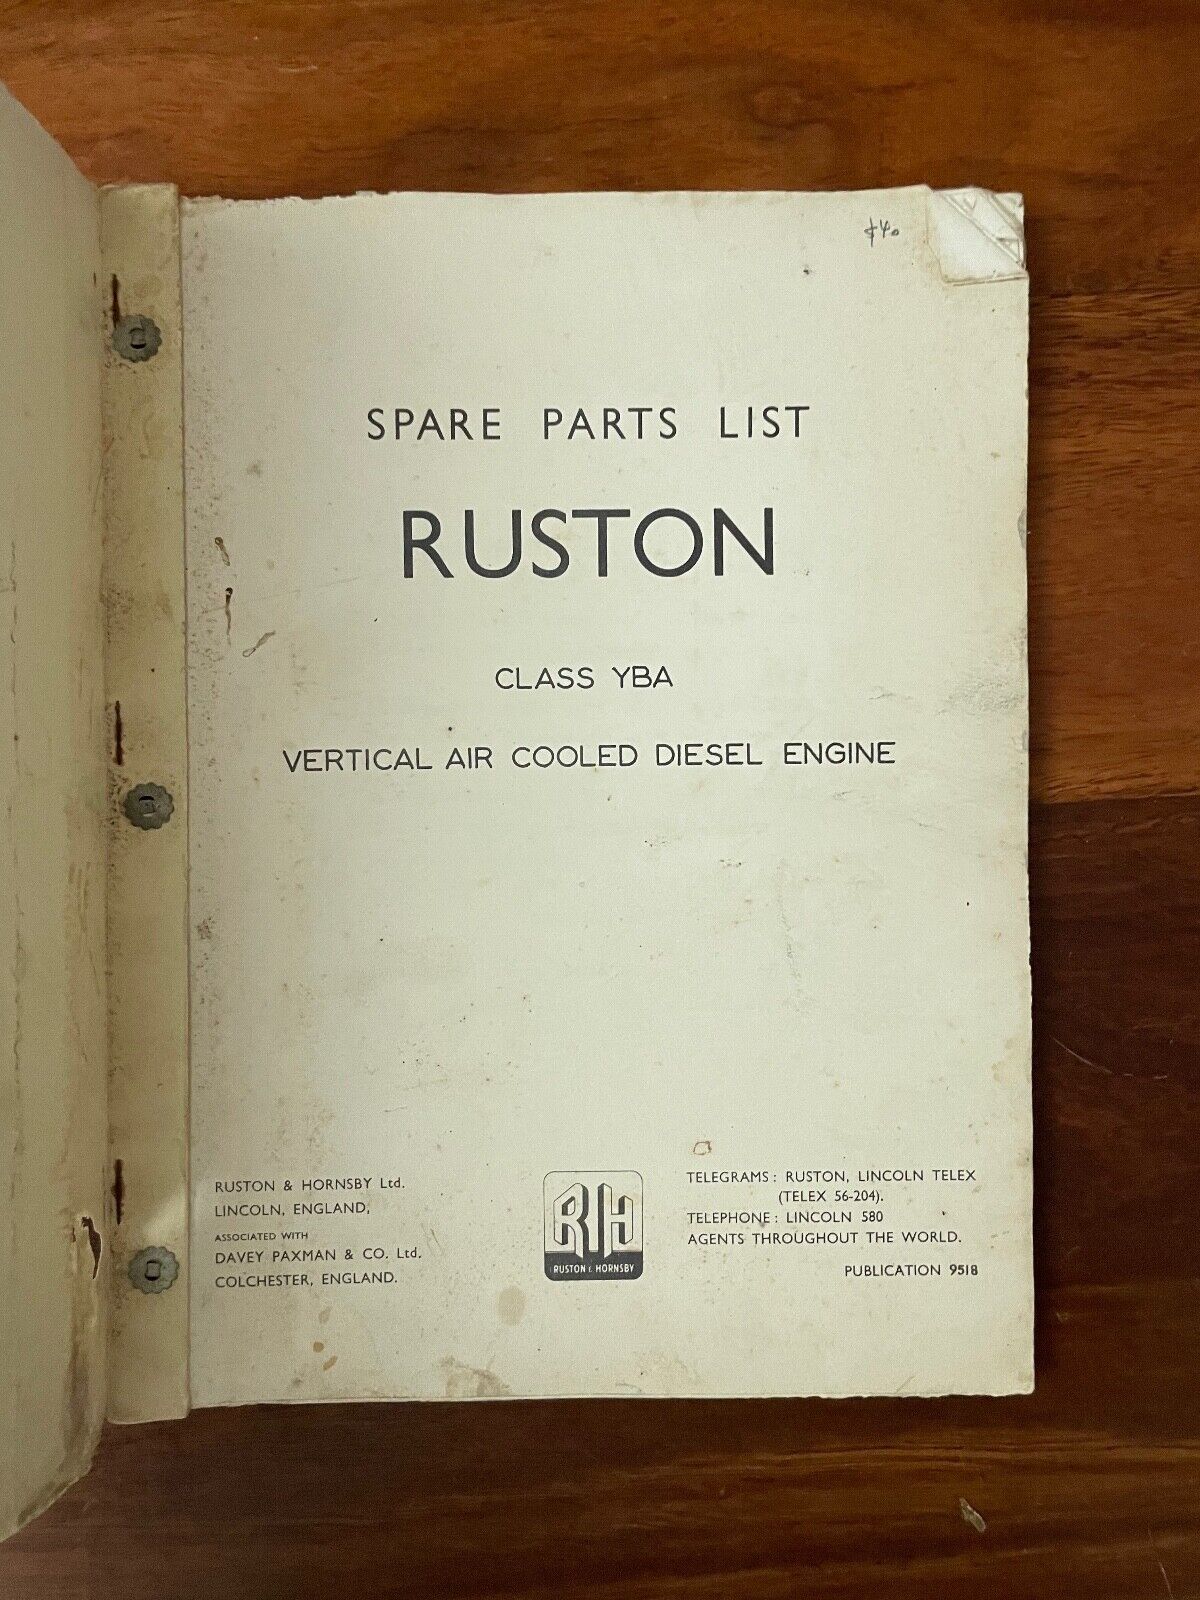 $40
SPARE PARTS LIST
RUSTON
CLASS YBA
VERTICAL AIR COOLED DIESEL ENGINE
RUSTON & HORNSBY Ltd.
LINCOLN, ENGLAND,
ASSOCIATED WITH
DAVEY PAXMAN & CO. Ltd.
COLCHESTER, ENGLAND.
RH
RUSTON & HORNSBY
TELEGRAMS: RUSTON, LINCOLN TELEX
(TELEX 56-204).
TELEPHONE: LINCOLN 580
AGENTS THROUGHOUT THE WORLD.
PUBLICATION 9518